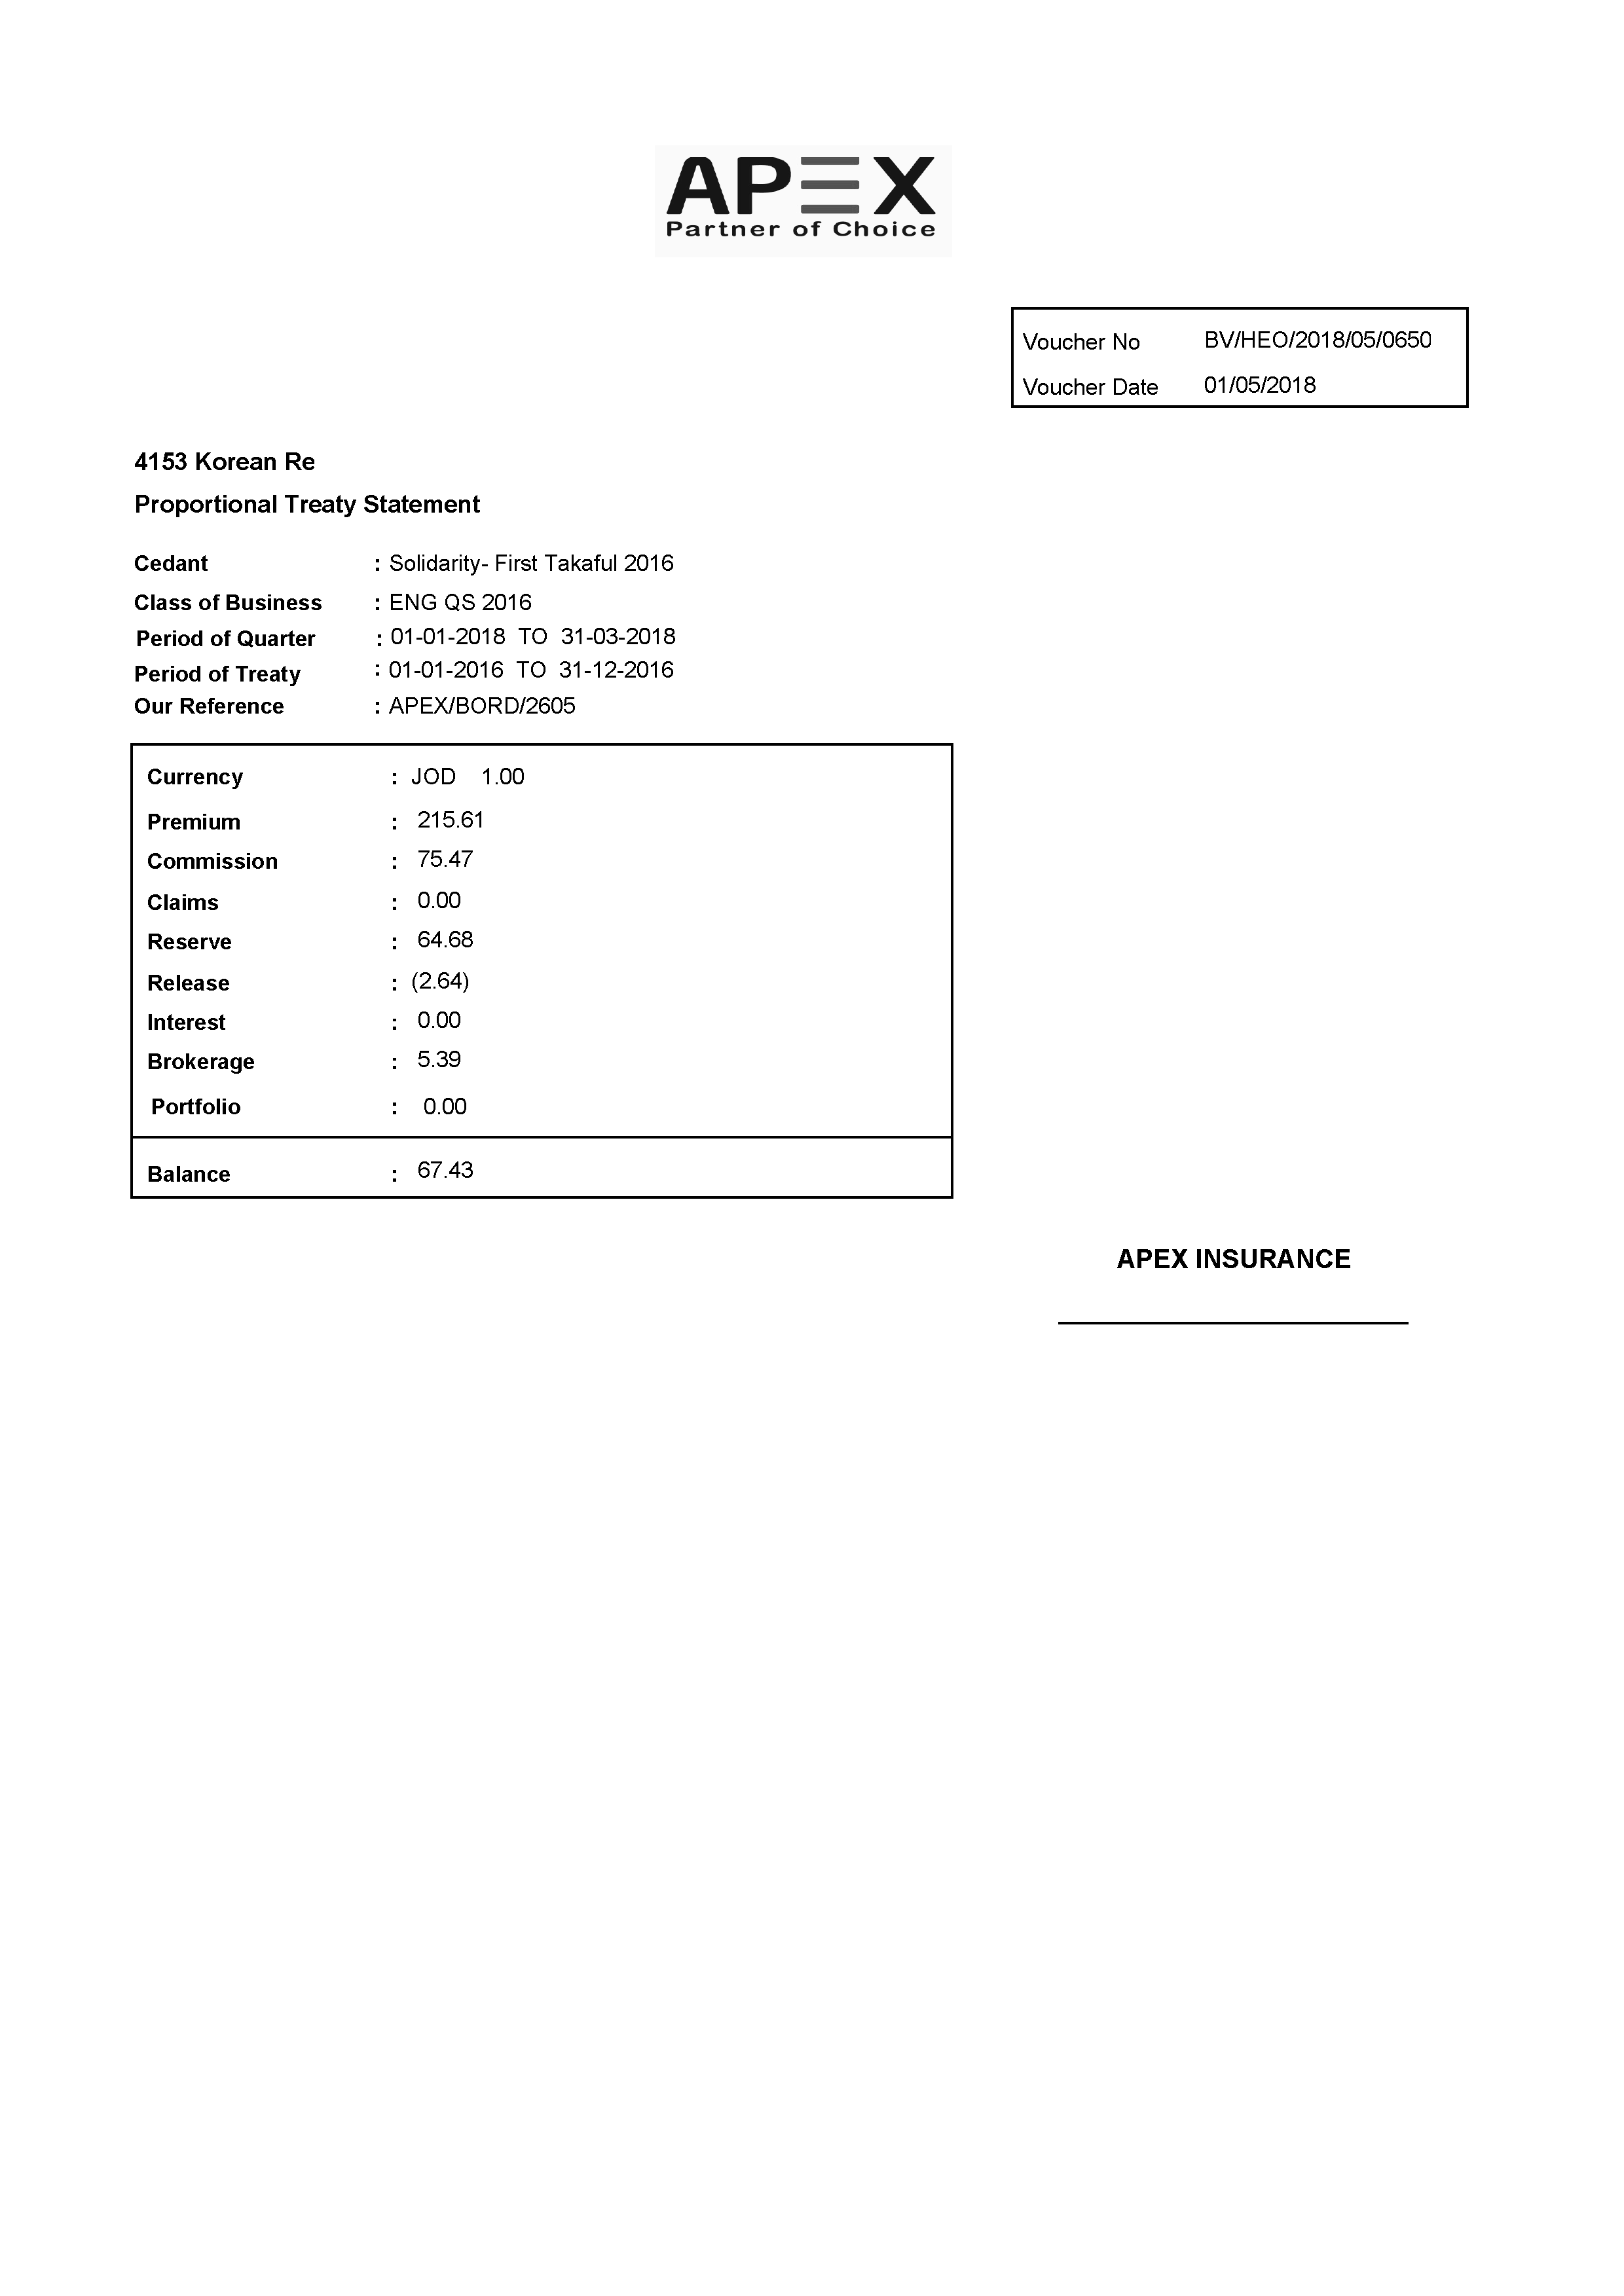 APEX
Partner of Choice
Voucher No BV/HEO/2018/05/0650
Voucher Date 01/05/2018
4153 Korean Re
Proportional Treaty Statement
Cedant : Solidarity- First Takaful 2016
Class of Business : ENG QS 2016
Period of Quarter : 01-01-2018 TO 31-03-2018
Period of Treaty : 01-01-2016 TO 31-12-2016
Our Reference : APEX/BORD/2605
Currency : JOD 1.00
Premium : 215.61
Commission : 75.47
Claims : 0.00
Reserve : 64.68
Release : (2.64)
Interest : 0.00
Brokerage : 5.39
Portfolio : 0.00
Balance : 67.43
APEX INSURANCE